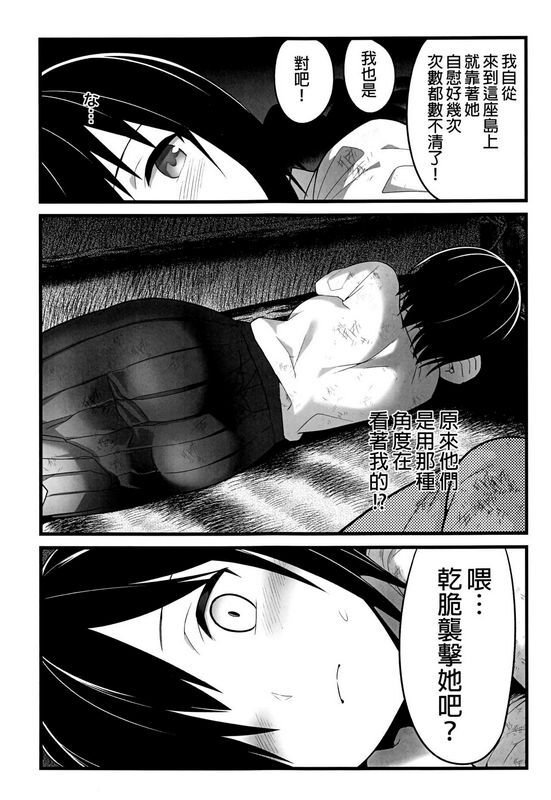 我自從
來到這座島上
就靠著她
自慰好幾次
次數都數不清了！
我也是
對吧！
な…
原來他們
是用那種
角度在
看著我的!?
喂…
乾脆襲擊她吧？